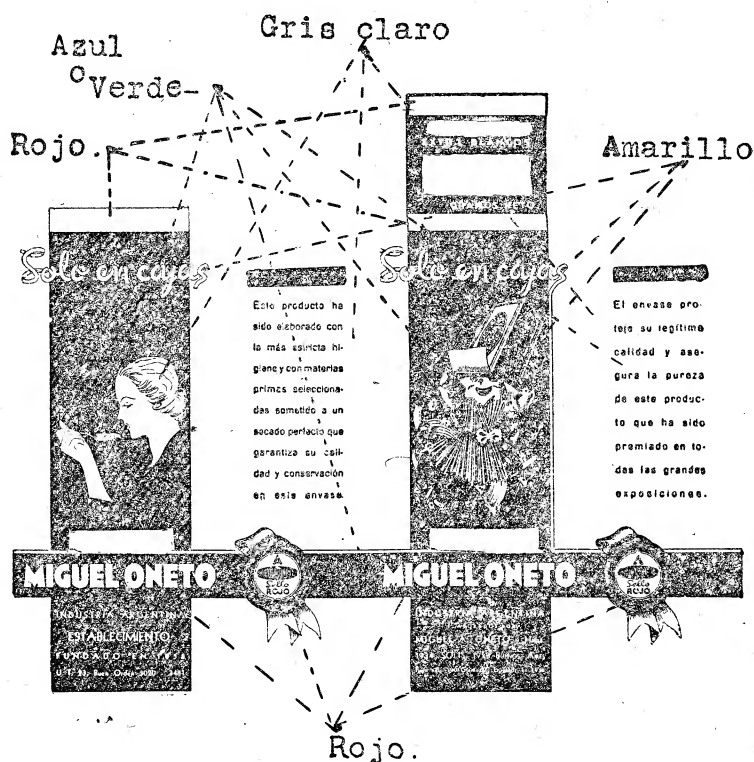 Gris claro
Azul
o Verde-
Rojo.
Amarillo
Solo en cajas
Este producto ha
sido elaborado con
la más estricta hi-
giene y con materias
primas selecciona-
das sometido a un
secado perfecto que
garantiza su cali-
dad y conservación
en este envase
Solo en cajas
El envase pro-
teje su legítima
calidad y ase-
gura la pureza
de este produc-
to que ha sido
premiado en to-
das las grandes
exposiciones.
MIGUEL ONETO
ROJO
INDUSTRIA ARGENTINA
ESTABLECIMIENTO
FUNDADO EN
MIGUEL ONETO
ROJO
INDUSTRIA ARGENTINA
Rojo.